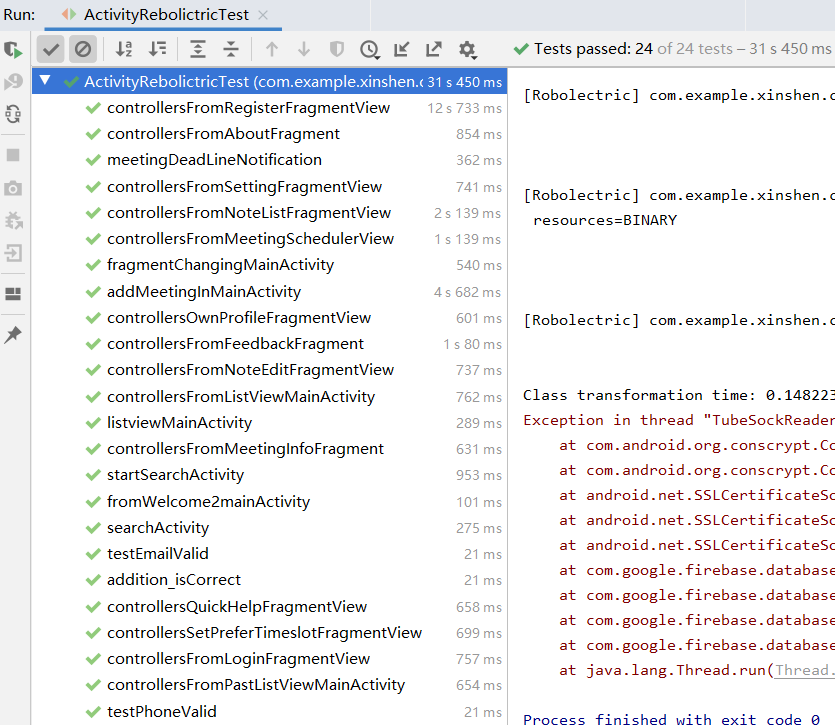 Run: ActivityRebolictricTest
Tests passed: 24 of 24 tests – 31 s 450 ms
ActivityRebolictricTest (com.example.xinshen.c 31 s 450 ms
controllersFromRegisterFragmentView 12 s 733 ms
controllersFromAboutFragment 854 ms
meetingDeadLineNotification 362 ms
controllersFromSettingFragmentView 741 ms
controllersFromNoteListFragmentView 2 s 139 ms
controllersFromMeetingSchedulerView 1 s 139 ms
fragmentChangingMainActivity 540 ms
addMeetingInMainActivity 4 s 682 ms
controllersOwnProfileFragmentView 601 ms
controllersFromFeedbackFragment 1 s 80 ms
controllersFromNoteEditFragmentView 737 ms
controllersFromListViewMainActivity 762 ms
listviewMainActivity 289 ms
controllersFromMeetingInfoFragment 631 ms
startSearchActivity 953 ms
fromWelcome2mainActivity 101 ms
searchActivity 275 ms
testEmailValid 21 ms
addition_isCorrect 21 ms
controllersQuickHelpFragmentView 658 ms
controllersSetPreferTimeslotFragmentView 699 ms
controllersFromLoginFragmentView 757 ms
controllersFromPastListViewMainActivity 654 ms
testPhoneValid 21 ms
[Robolectric] com.example.xinshen.c
[Robolectric] com.example.xinshen.c
resources=BINARY
[Robolectric] com.example.xinshen.c
Class transformation time: 0.148223
Exception in thread "TubeSockReader
at com.android.org.conscrypt.Co
at com.android.org.conscrypt.Co
at android.net.SSLCertificateSo
at android.net.SSLCertificateSo
at android.net.SSLCertificateSo
at com.google.firebase.database
at com.google.firebase.database
at com.google.firebase.database
at com.google.firebase.database
at java.lang.Thread.run(Thread.
Process finished with exit code 0